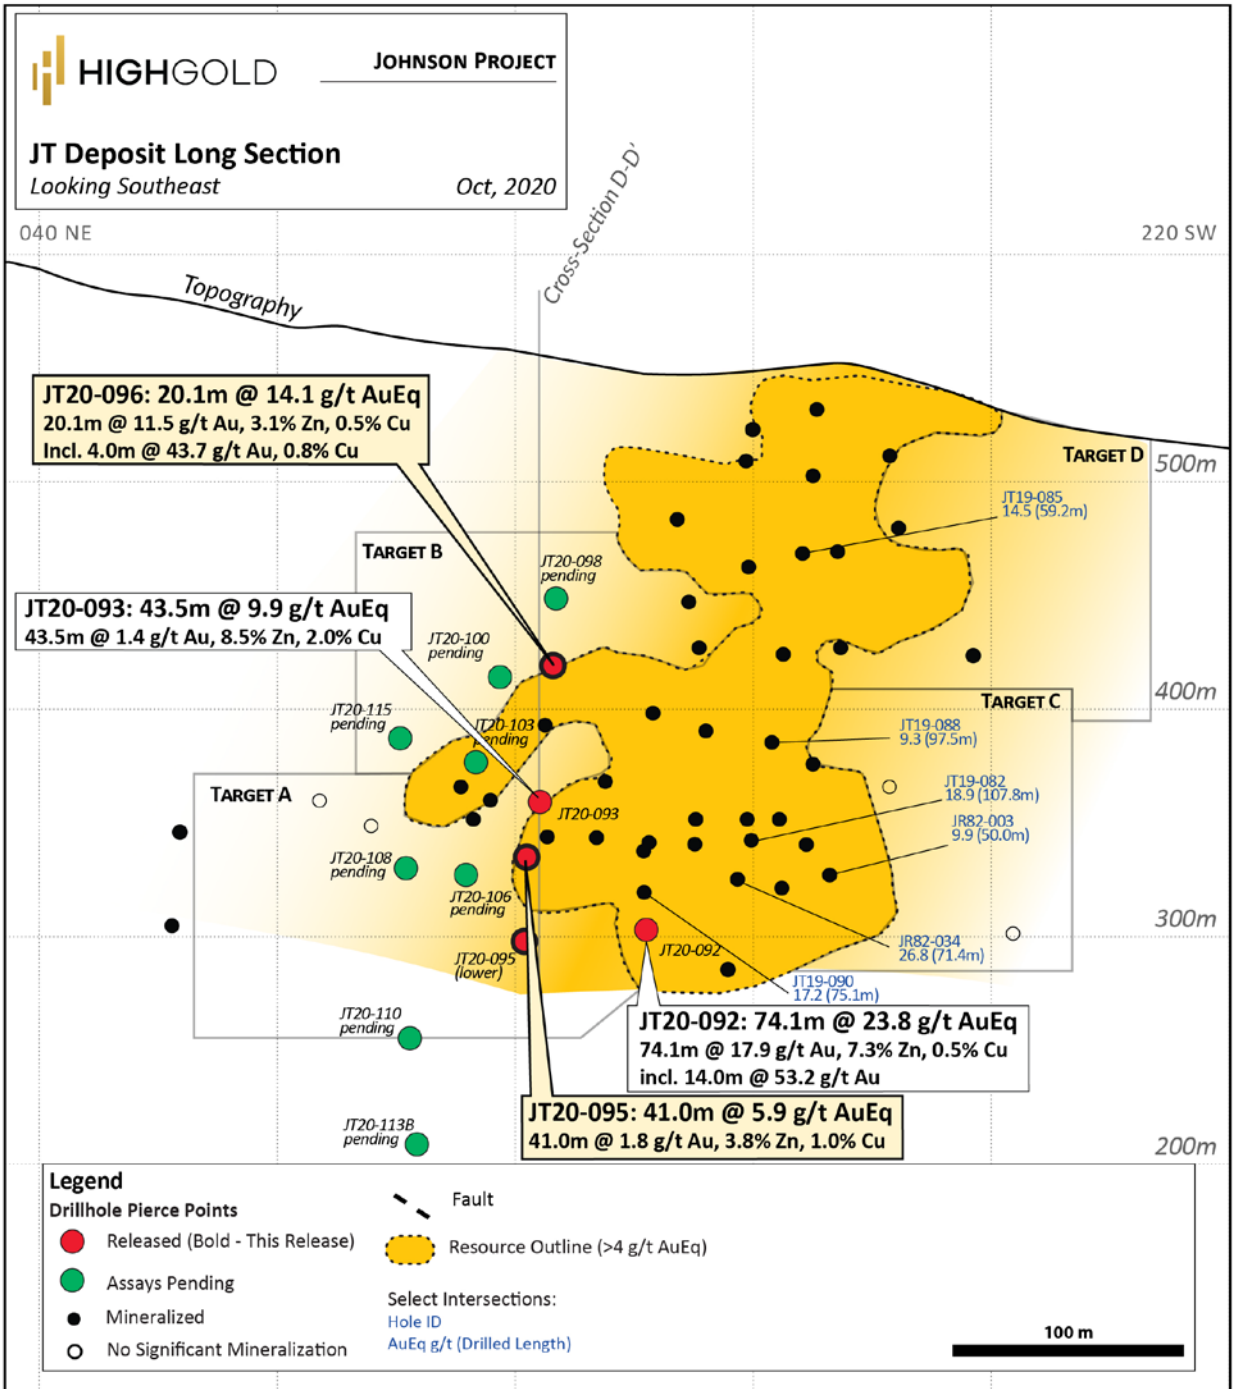 HIGHGOLD
JOHNSON PROJECT
JT Deposit Long Section
Looking Southeast
Oct, 2020
040 NE
220 SW
Cross-Section D-D'
Topography
JT20-096: 20.1m @ 14.1 g/t AuEq
20.1m @ 11.5 g/t Au, 3.1% Zn, 0.5% Cu
Incl. 4.0m @ 43.7 g/t Au, 0.8% Cu
TARGET D
500m
JT19-085
14.5 (59.2m)
TARGET B
JT20-098
pending
JT20-093: 43.5m @ 9.9 g/t AuEq
43.5m @ 1.4 g/t Au, 8.5% Zn, 2.0% Cu
JT20-100
pending
400m
TARGET C
JT20-115
pending
JT20-103
pending
JT19-088
9.3 (97.5m)
TARGET A
JT19-082
18.9 (107.8m)
JT20-093
JR82-003
9.9 (50.0m)
JT20-108
pending
JT20-106
pending
300m
JT20-095
(lower)
JT20-092
JR82-034
26.8 (71.4m)
JT19-090
17.2 (75.1m)
JT20-110
pending
JT20-092: 74.1m @ 23.8 g/t AuEq
74.1m @ 17.9 g/t Au, 7.3% Zn, 0.5% Cu
incl. 14.0m @ 53.2 g/t Au
JT20-095: 41.0m @ 5.9 g/t AuEq
41.0m @ 1.8 g/t Au, 3.8% Zn, 1.0% Cu
JT20-113B
pending
200m
Legend
Drillhole Pierce Points
Released (Bold - This Release)
Assays Pending
Mineralized
No Significant Mineralization
Fault
Resource Outline (>4 g/t AuEq)
Select Intersections:
Hole ID
AuEq g/t (Drilled Length)
100 m